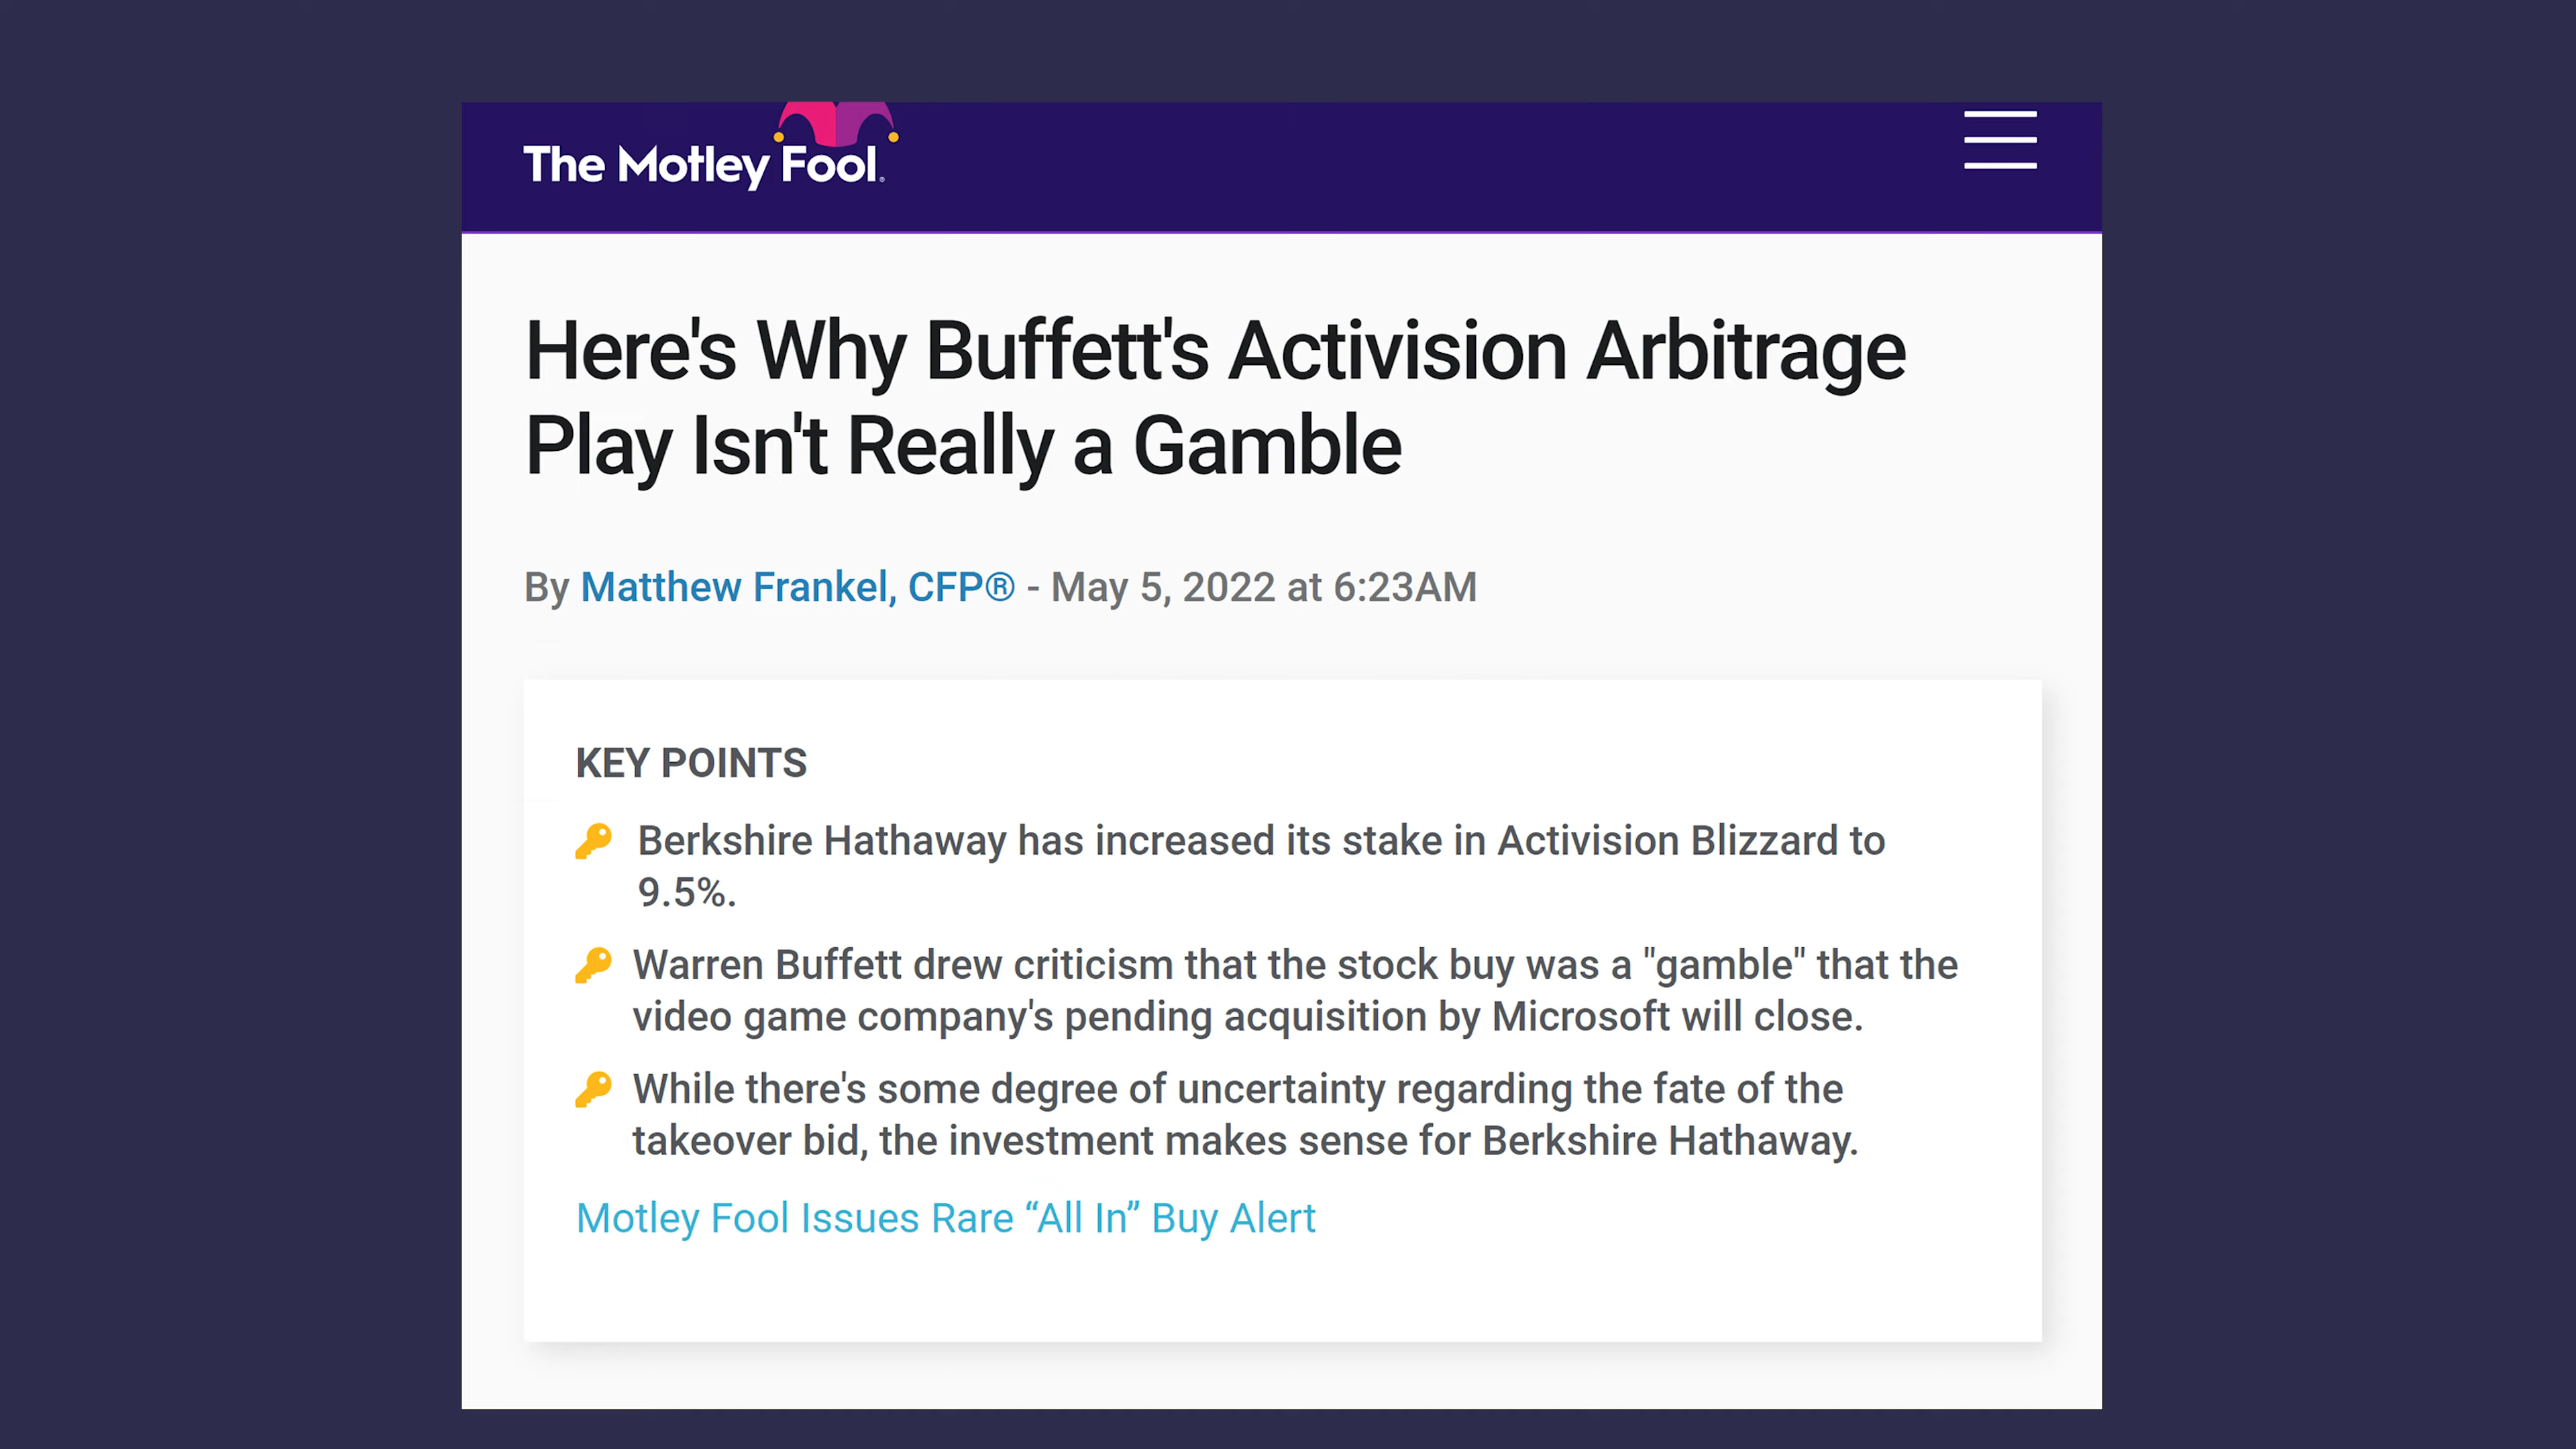 The Motley Fool.
Here's Why Buffett's Activision Arbitrage
Play Isn't Really a Gamble
By Matthew Frankel, CFP® - May 5, 2022 at 6:23AM
KEY POINTS
Berkshire Hathaway has increased its stake in Activision Blizzard to
9.5%.
Warren Buffett drew criticism that the stock buy was a "gamble" that the
video game company's pending acquisition by Microsoft will close.
While there's some degree of uncertainty regarding the fate of the
takeover bid, the investment makes sense for Berkshire Hathaway.
Motley Fool Issues Rare “All In” Buy Alert